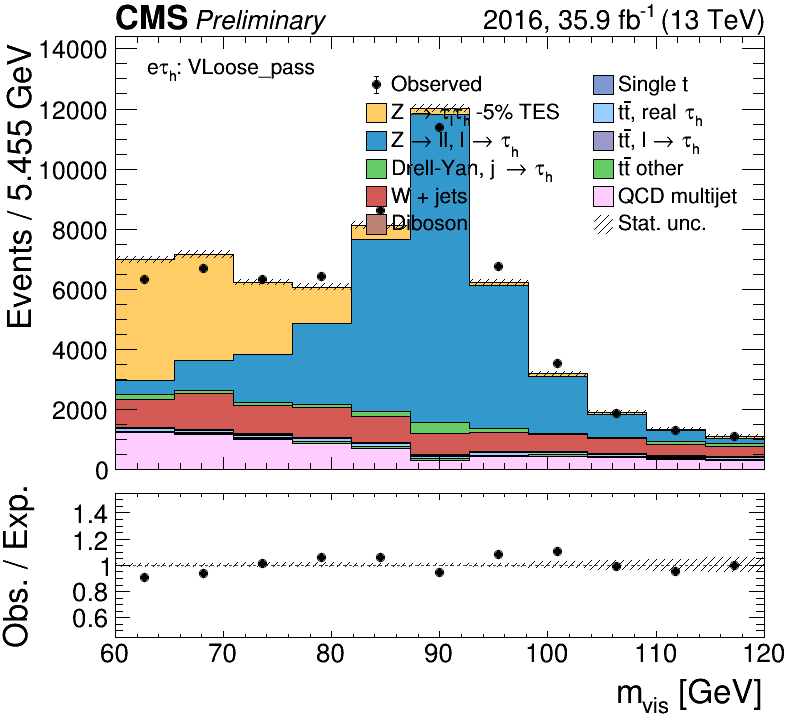 CMS Preliminary 2016, 35.9 fb⁻¹ (13 TeV)
Events / 5.455 GeV
14000
12000
10000
8000
6000
4000
2000
0
eτₕ: VLoose_pass
Observed
Z → τₗτₕ -5% TES
Z → ll, l → τₕ
Drell-Yan, j → τₕ
W + jets
Diboson
Single t
tt̄, real τₕ
tt̄, l → τₕ
tt̄ other
QCD multijet
Stat. unc.
Obs. / Exp.
1.4
1.2
1
0.8
0.6
60 70 80 90 100 110 120
m_vis [GeV]